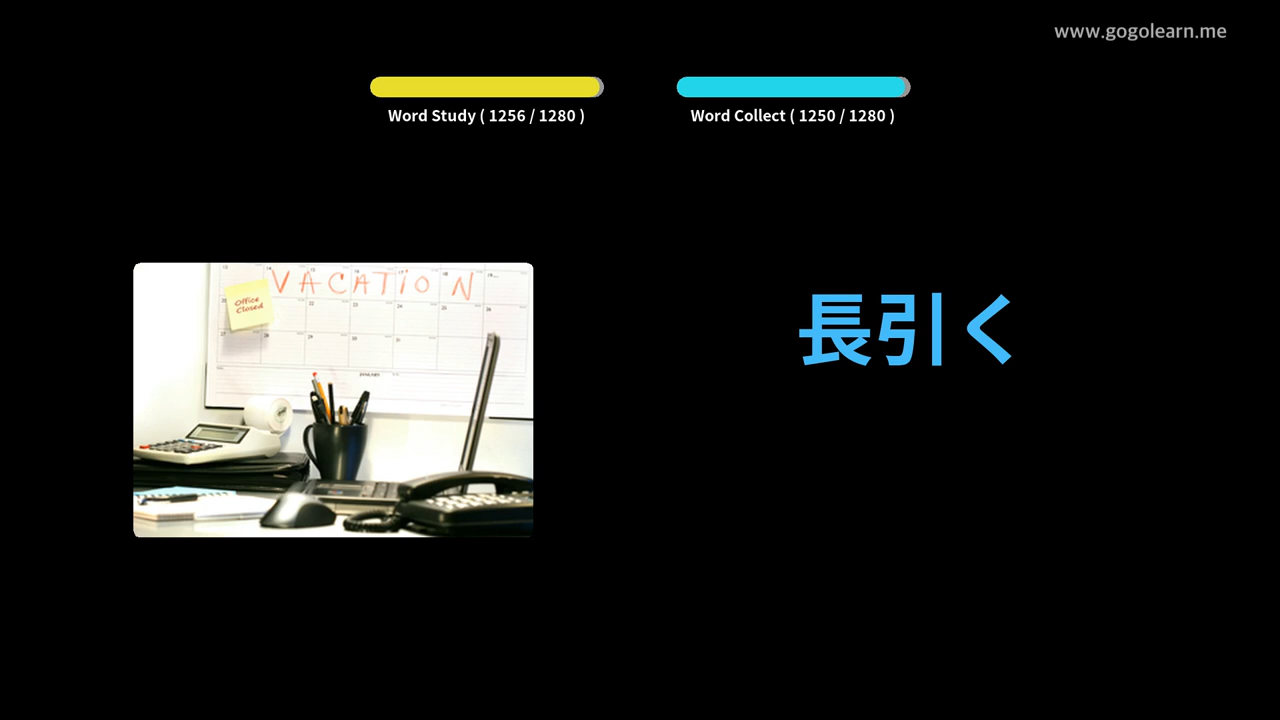 www.gogolearn.me
Word Study ( 1256 / 1280 )
Word Collect ( 1250 / 1280 )
VACATION
Office
Closed
長引く